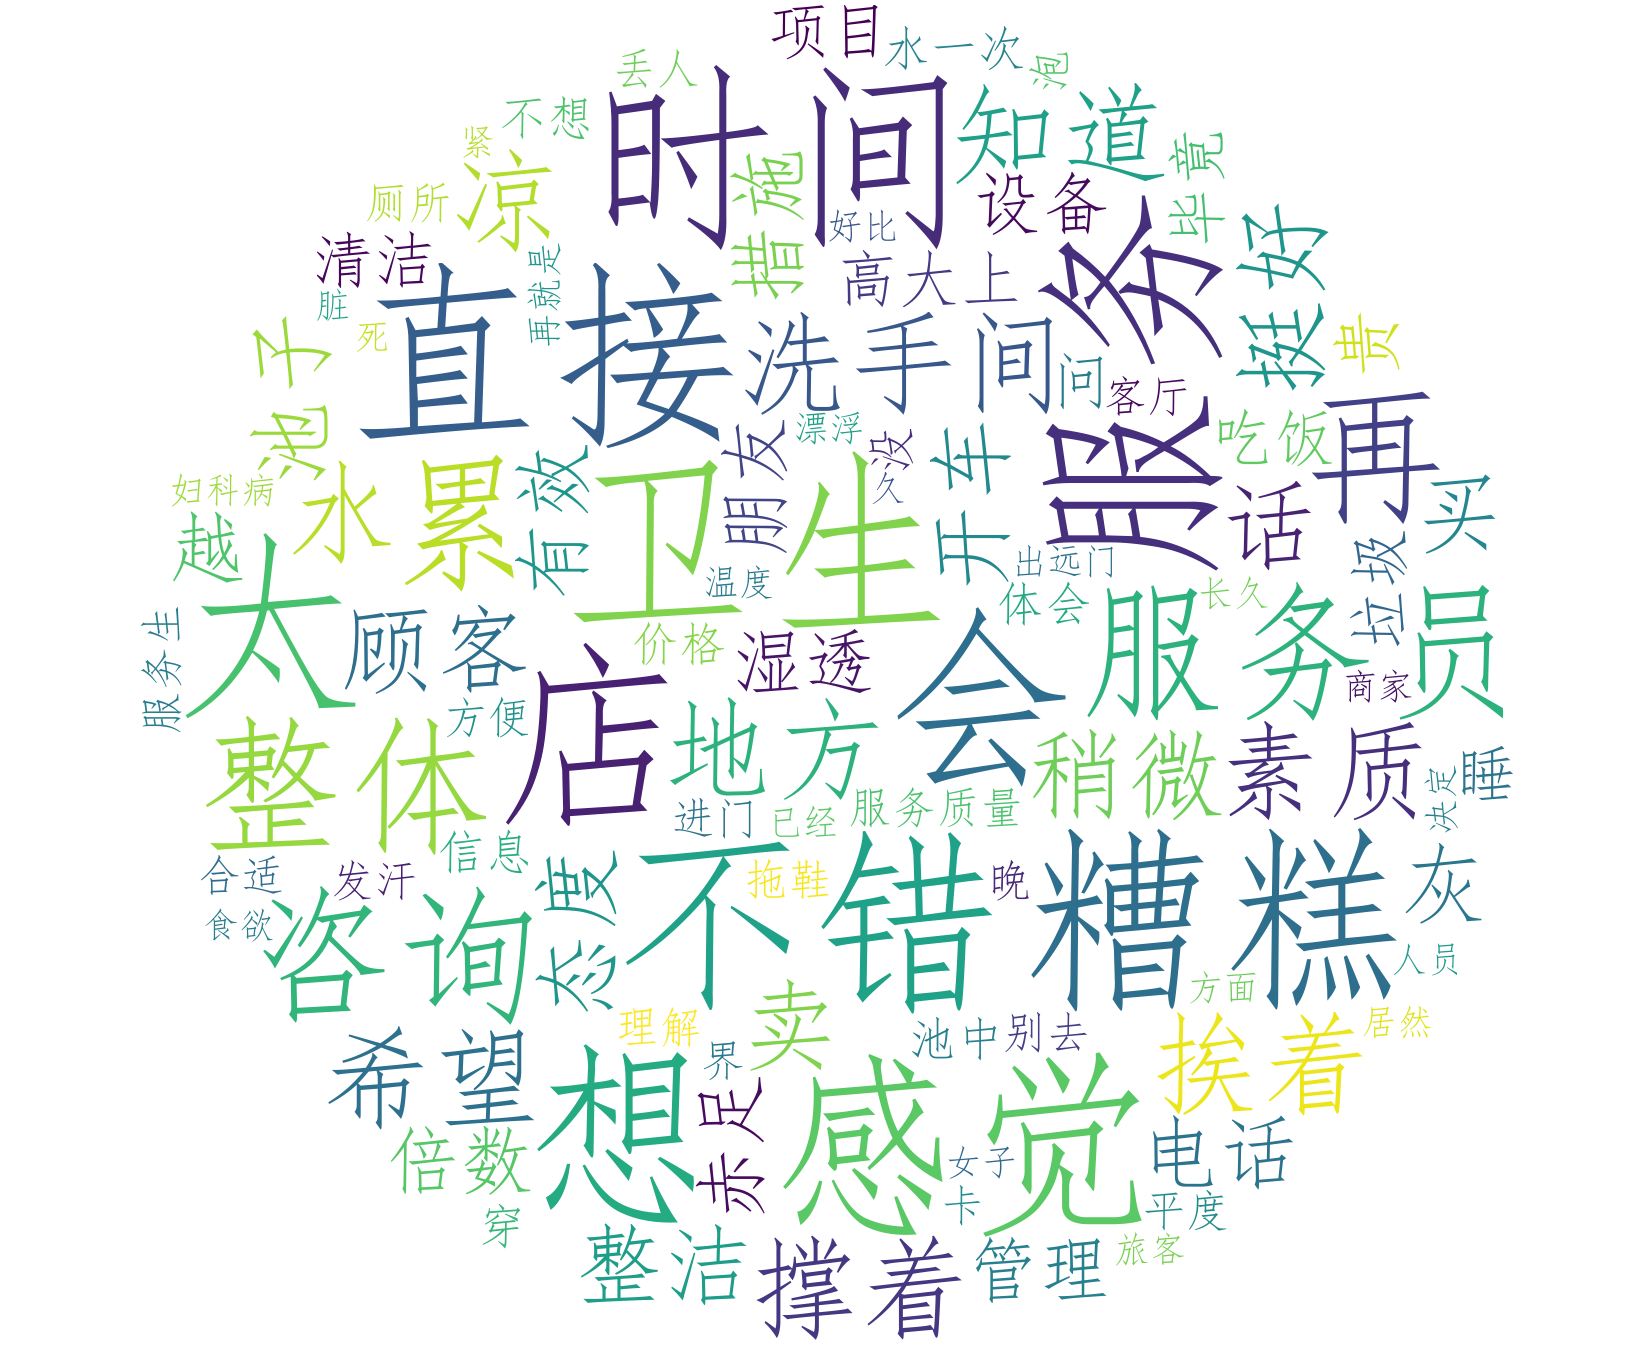 项目
水一次
泡
丢人
时间
知道
不想
紧
凉
措施
设备
毕竟
厕所
好比
服务
挺好
清洁
再就是
高大上
脏
死
直接
洗手间
问
客厅
贵
池子
朋友
漂浮
没
开车
吃饭
再
水
累
有效
卫生
久
话
买
妇科病
越
温度
出远门
垃圾
体会
长久
服务生
太
顾客
价格
湿透
会
服务员
商家
方便
店
地方
稍微
素质
整体
进门
已经
服务质量
决定
睡
信息
合适
发汗
态度
不错
拖鞋
晚
糟糕
灰
食欲
咨询
人员
方面
理解
卖
池中
别去
挨着
居然
希望
界
想
赤足
感觉
女子
电话
倍数
卡
平度
穿
整洁
撑着
管理
旅客